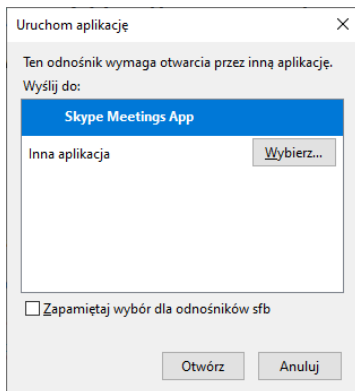 Uruchom aplikację
Ten odnośnik wymaga otwarcia przez inną aplikację.
Wyślij do:
Skype Meetings App
Inna aplikacja
Wybierz...
Zapamiętaj wybór dla odnośników sfb
Otwórz
Anuluj